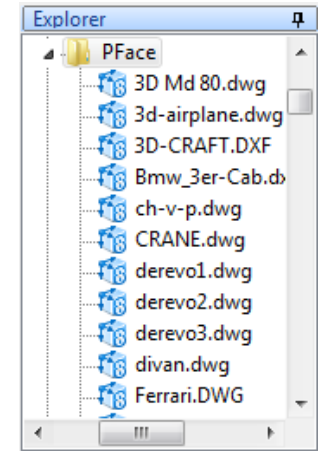 Explorer
PFace
3D Md 80.dwg
3d-airplane.dwg
3D-CRAFT.DXF
Bmw_3er-Cab.dx
ch-v-p.dwg
CRANE.dwg
derevo1.dwg
derevo2.dwg
derevo3.dwg
divan.dwg
Ferrari.DWG